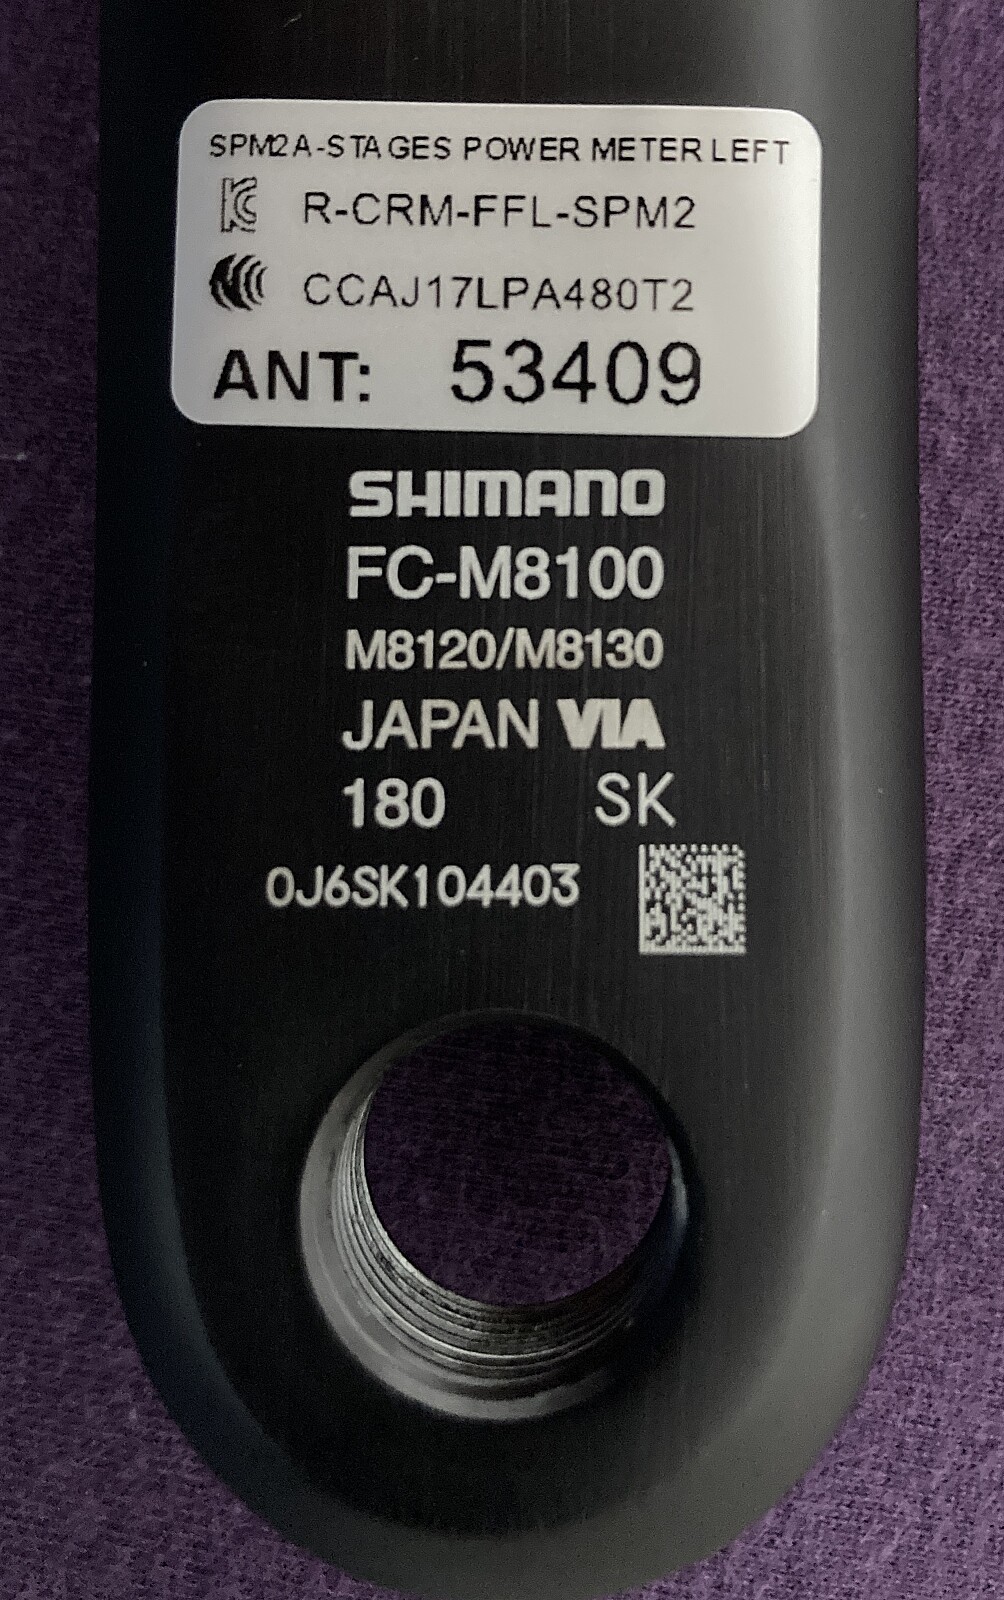 SPM2A-STAGES POWER METER LEFT
R-CRM-FFL-SPM2
CCAJ17LPA480T2
ANT: 53409
SHIMANO
FC-M8100
M8120/M8130
JAPAN VIA
180 SK
0J6SK104403